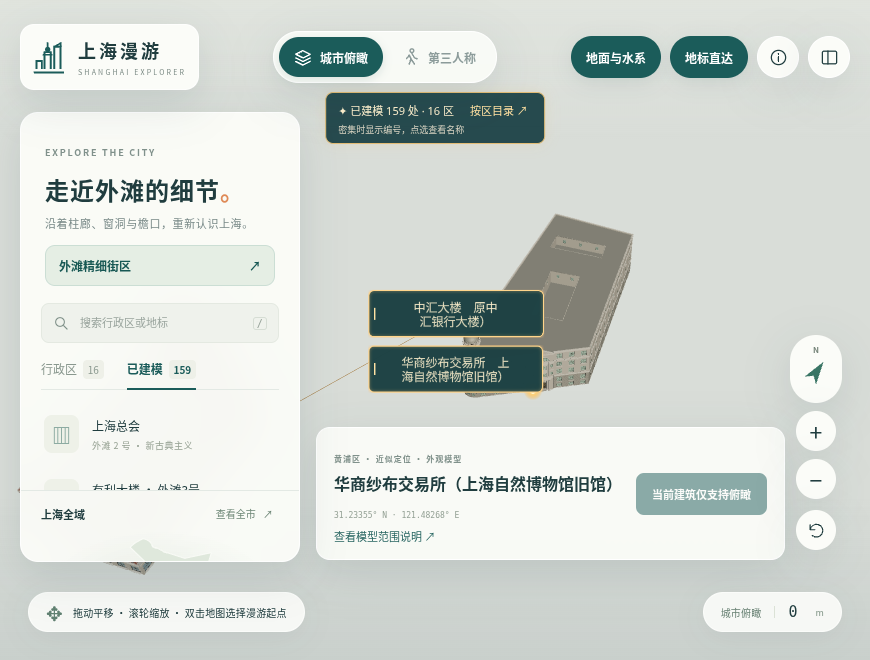 上海漫游
SHANGHAI EXPLORER
城市俯瞰
第三人称
地面与水系
地标直达
✦ 已建模 159 处 · 16 区 按区目录 ↗
密集时显示编号，点选查看名称
EXPLORE THE CITY
走近外滩的细节。
沿着柱廊、窗洞与檐口，重新认识上海。
外滩精细街区 ↗
搜索行政区或地标 /
行政区 16
已建模 159
上海总会
外滩 2 号 · 新古典主义
有利大楼 · 外滩3号
上海全域
查看全市 ↗
中汇大楼 原中
汇银行大楼）
华商纱布交易所 上
海自然博物馆旧馆）
黄浦区 · 近似定位 · 外观模型
华商纱布交易所（上海自然博物馆旧馆）
31.23355° N · 121.48268° E
查看模型范围说明 ↗
当前建筑仅支持俯瞰
N
+
−
拖动平移 · 滚轮缩放 · 双击地图选择漫游起点
城市俯瞰 0 m